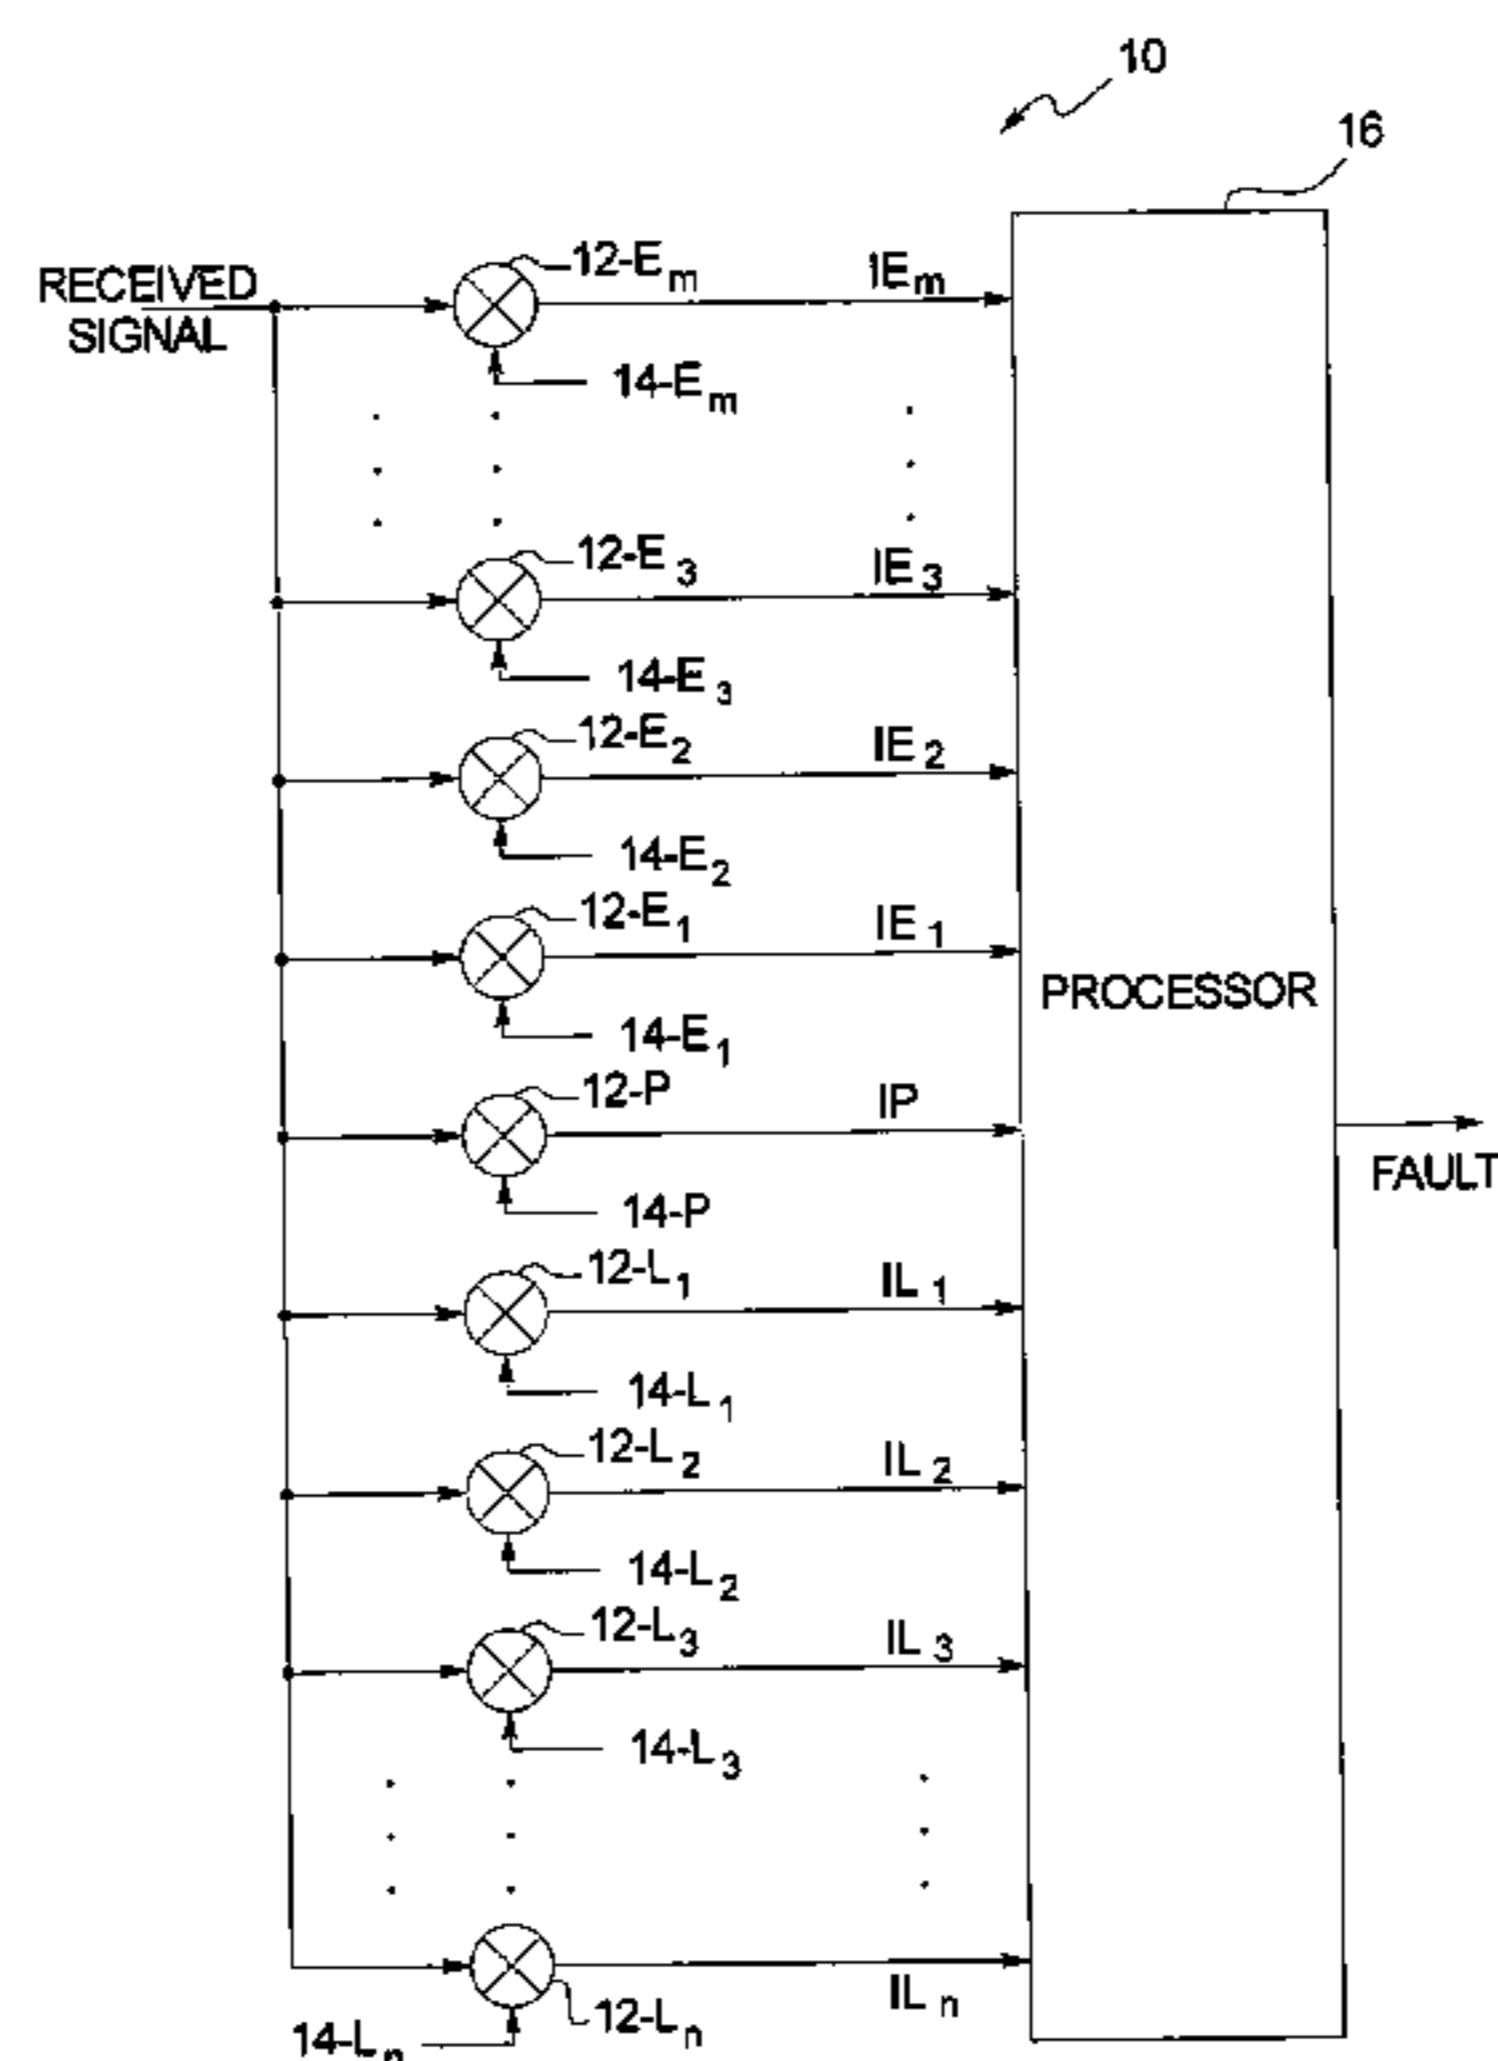 10
16
RECEIVED
SIGNAL
12-Em
IEm
14-Em
12-E3
IE3
14-E3
12-E2
IE2
14-E2
12-E1
IE1
14-E1
PROCESSOR
12-P
IP
14-P
FAULT
12-L1
IL1
14-L1
12-L2
IL2
14-L2
12-L3
IL3
14-L3
12-Ln
ILn
14-Ln